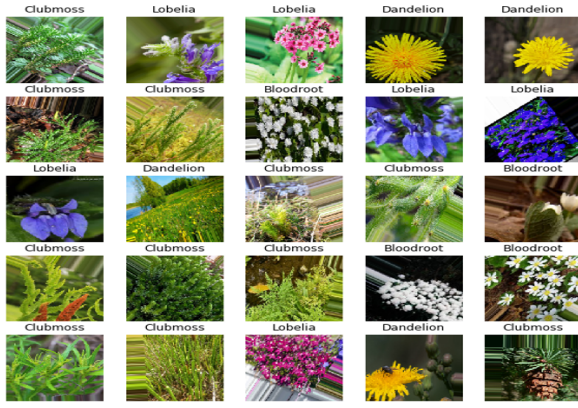 Clubmoss Lobelia Lobelia Dandelion Dandelion
Clubmoss Clubmoss Bloodroot Lobelia Lobelia
Lobelia Dandelion Clubmoss Clubmoss Bloodroot
Clubmoss Clubmoss Clubmoss Bloodroot Bloodroot
Clubmoss Clubmoss Lobelia Dandelion Clubmoss